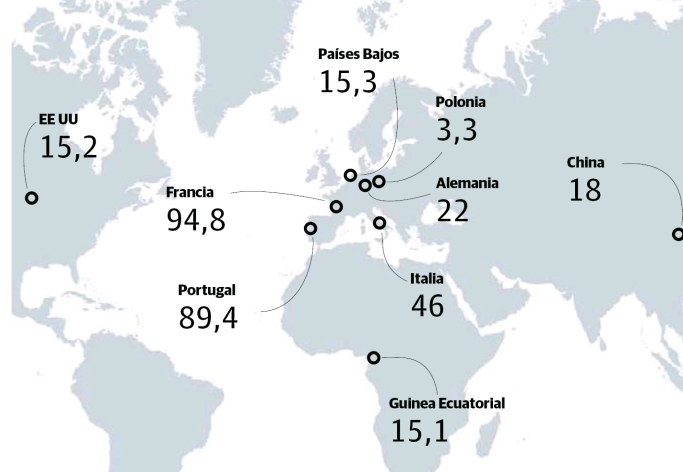 Países Bajos
15,3
Polonia
3,3
EE UU
15,2
China
18
Francia
94,8
Alemania
22
Portugal
89,4
Italia
46
Guinea Ecuatorial
15,1